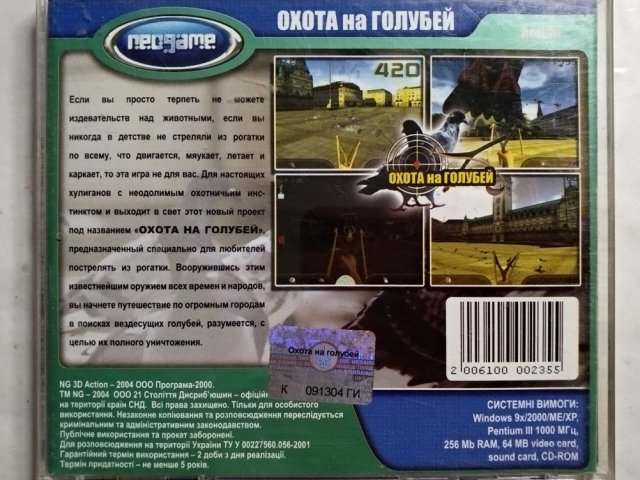 neogame
ОХОТА на ГОЛУБЕЙ
Action
Если вы просто терпеть не можете
издевательств над животными, если вы
никогда в детстве не стреляли из рогатки
по всему, что двигается, мяукает, летает и
каркает, то эта игра не для вас. Для настоящих
хулиганов с неодолимым охотничьим инс-
тинктом и выходит в свет этот новый проект
под названием «ОХОТА НА ГОЛУБЕЙ»,
предназначенный специально для любителей
пострелять из рогатки. Вооружившись этим
известнейшим оружием всех времен и народов,
вы начнете путешествие по огромным городам
в поисках вездесущих голубей, разумеется, с
целью их полного уничтожения.
420
ОХОТА на ГОЛУБЕЙ
Охота на голубей
К 091304 ГИ
2 006100 002355
NG 3D Action – 2004 ООО Програма-2000.
TM NG – 2004 ООО 21 Століття Дисриб'юшин – офіцій
на території країн СНД. Всі права захищено. Тільки для особистого
використання. Незаконне копіювання та розповсюдження переслідується
кримінальним та адміністративним законодавством.
Публічне використання та прокат заборонені.
Для розповсюдження на території України ТУ У 00227560.056-2001
Гарантійний термін використання – 2 доби з дня реалізації.
Термін придатності – не менше 5 років.
СИСТЕМНІ ВИМОГИ:
Windows 9x/2000/ME/XP,
Pentium III 1000 МГц,
256 Mb RAM, 64 MB video card,
sound card, CD-ROM